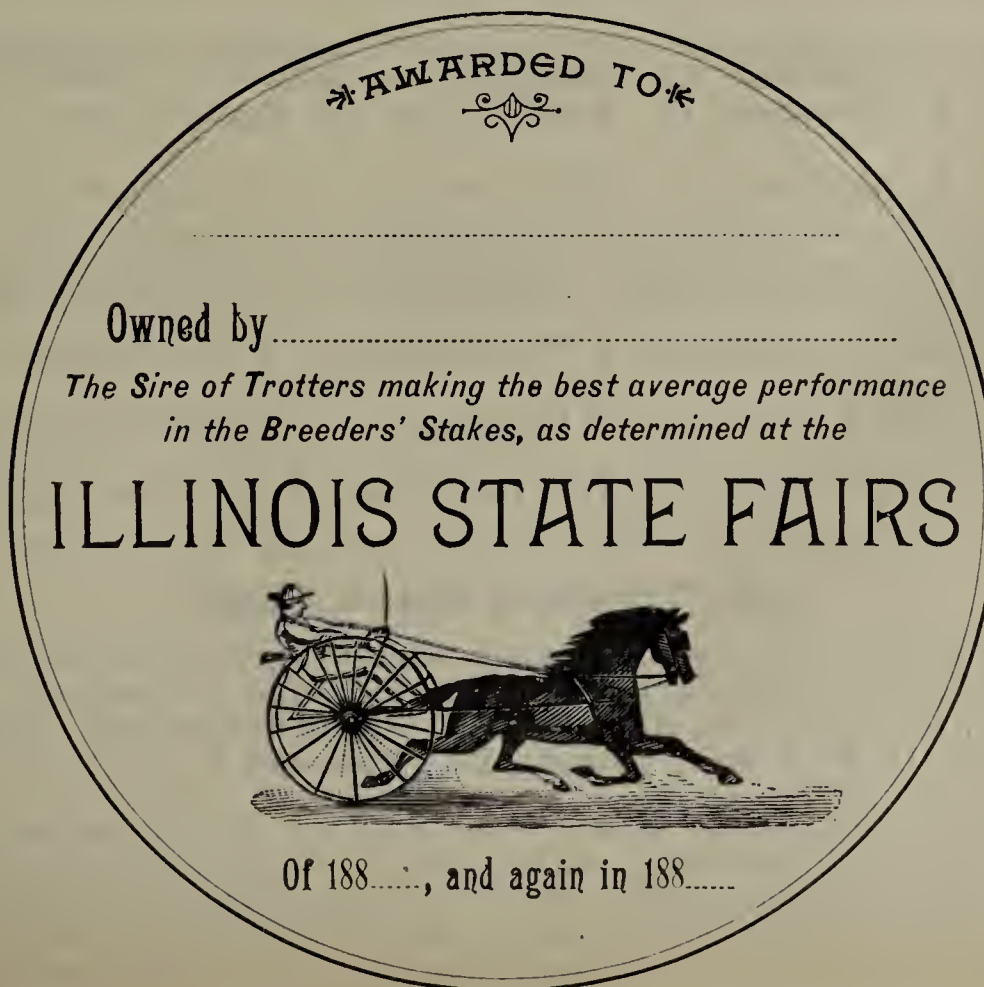 AWARDED TO
Owned by
The Sire of Trotters making the best average performance
in the Breeders' Stakes, as determined at the
ILLINOIS STATE FAIRS
Of 188......, and again in 188......